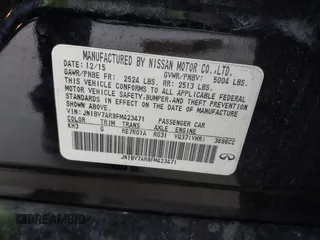 MANUFACTURED BY NISSAN MOTOR CO.,LTD.
12/15 GVWR/PNBV: 5004 LBS.
GAWR/PNBE FR: 2524 LBS. RR: 2513 LBS.
THIS VEHICLE CONFORMS TO ALL APPLICABLE FEDERAL
MOTOR VEHICLE SAFETY, BUMPER, AND THEFT PREVENTION
STANDARDS IN EFFECT ON THE DATE OF MANUFACTURE
SHOWN ABOVE.
VIN: JN1BV7AR9FM423471 PASSENGER CAR
COLOR TRIM TRANS AXLE ENGINE
KH3 G RE7R01A R031 VQ37(VHR) 3696CC
JN1BV7AR9FM423471
INFINITI
AMBID